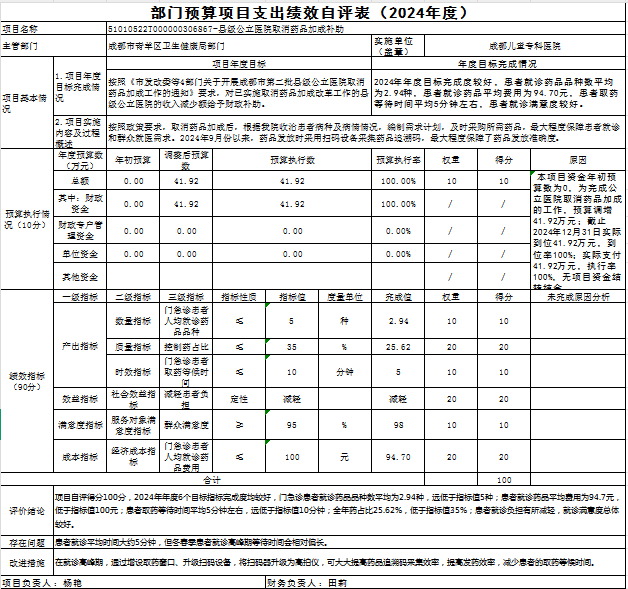 部门预算项目支出绩效自评表（2024年度）
项目名称 51010522T000000306867-县级公立医院取消药品加成补助
主管部门 成都市青羊区卫生健康局部门 实施单位（盖章） 成都儿童专科医院
项目基本情况
项目年度目标 年度目标完成情况
1. 项目年度目标完成情况
按照《市发改委等4部门关于开展成都市第二批县级公立医院取消药品加成工作的通知》要求，对已实施取消药品加成改革工作的县级公立医院的收入减少额给予财政补助。
2024年年度目标完成度较好，患者就诊药品品种数平均为2.94种，患者就诊药品平均费用为94.70元，患者取药等待时间平均5分钟左右，患者就诊满意度较好。
2. 项目实施内容及过程概述
按照政策要求，取消药品加成后，根据我院收治患者病种及病情情况，编制需求计划，及时采购所需药品，最大程度保障患者就诊和群众就医需求。2024年9月份以来，药品发放时采用扫码设备采集药品追溯码，最大程度保障了药品发放准确度。
预算执行情况（10分）
年度预算数（万元） 年初预算 调整后预算数 预算执行数 预算执行率 权重 得分 原因
总额 0.00 41.92 41.92 100.00% 10 10
其中：财政资金 0.00 41.92 41.92 100.00% / /
财政专户管理资金 0.00 0.00 0.00 0.00% / /
单位资金 0.00 0.00 0.00 0.00% / /
其他资金 / /
本项目资金年初预算数为0，为完成公立医院取消药品加成的工作，预算调增41.92万元；截止2024年12月31日实际到位41.92万元，到位率100%；实际支付41.92万元，执行率100%，无项目资金结转结余
绩效指标（90分）
一级指标 二级指标 三级指标 指标性质 指标值 度量单位 完成值 权重 得分 未完成原因分析
产出指标
数量指标 门急诊患者人均就诊药品品种 ≤ 5 种 2.94 10 10
质量指标 控制药占比 ≤ 35 % 25.62 20 20
时效指标 门急诊患者取药等候时间 ≤ 10 分钟 5 10 10
效益指标 社会效益指标 减轻患者负担 定性 减轻 减轻 20 20
满意度指标 服务对象满意度指标 群众满意度 ≥ 95 % 98 10 10
成本指标 经济成本指标 门急诊患者人均就诊药品费用 ≤ 100 元 94.70 20 20
合计 100
评价结论
项目自评得分100分，2024年年度6个目标指标完成度均较好，门急诊患者就诊药品品种数平均为2.94种，远低于指标值5种；患者就诊药品平均费用为94.7元，低于指标值100元；患者取药等待时间平均5分钟左右，远低于指标值10分钟；全年药占比25.62%，低于指标值35%；患者就诊负担有所减轻，就诊满意度总体较好。
存在问题 患者就诊平均时间大约5分钟，但冬春季患者就诊高峰期等待时间会相对偏长。
改进措施 在就诊高峰期，通过增设取药窗口、升级扫码设备，将扫码器升级为高拍仪，可大大提高药品追溯码采集效率，提高发药效率，减少患者的取药等候时间。
项目负责人：杨艳 财务负责人：田莉